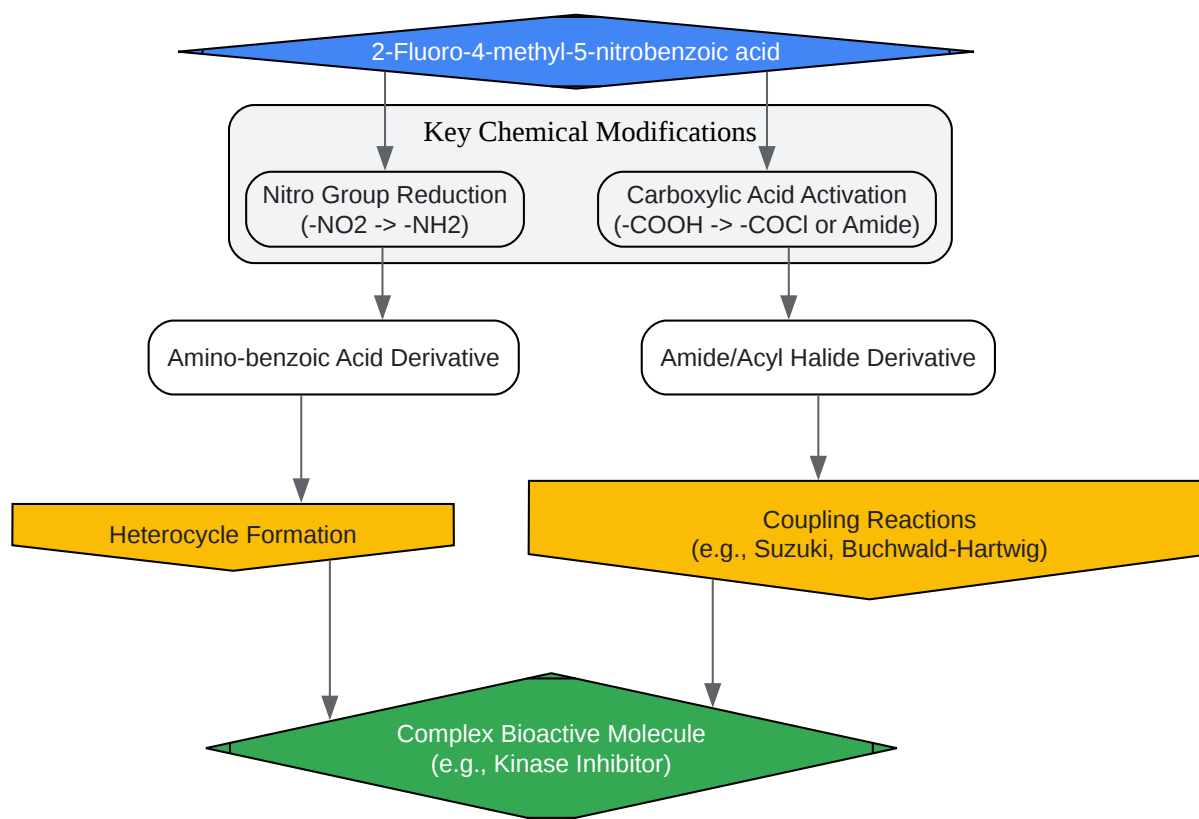 2-Fluoro-4-methyl-5-nitrobenzoic acid
Key Chemical Modifications
Nitro Group Reduction
(-NO2 -> -NH2)
Carboxylic Acid Activation
(-COOH -> -COCl or Amide)
Amino-benzoic Acid Derivative
Amide/Acyl Halide Derivative
Heterocycle Formation
Coupling Reactions
(e.g., Suzuki, Buchwald-Hartwig)
Complex Bioactive Molecule
(e.g., Kinase Inhibitor)